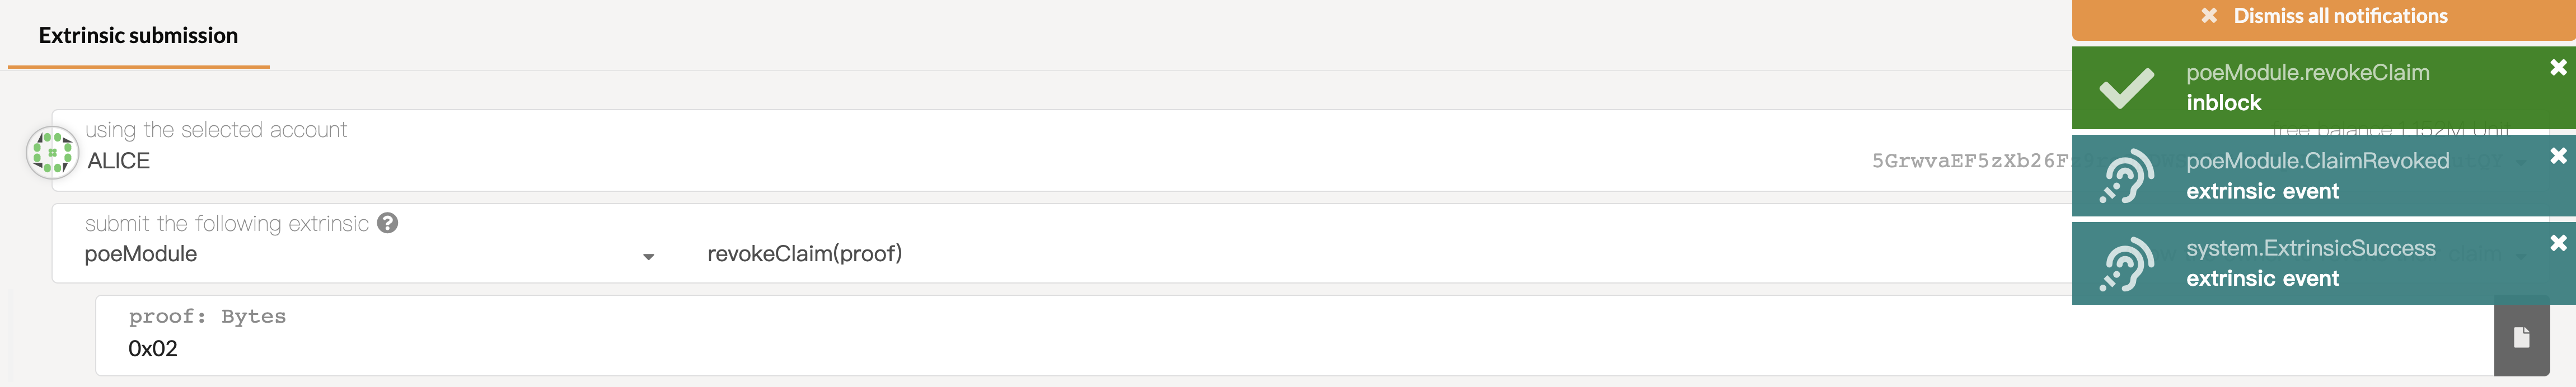 Extrinsic submission
Dismiss all notifications
poeModule.revokeClaim
inblock
using the selected account
ALICE
5GrwvaEF5zXb26F
poeModule.ClaimRevoked
extrinsic event
submit the following extrinsic
poeModule
revokeClaim(proof)
system.ExtrinsicSuccess
extrinsic event
proof: Bytes
0x02